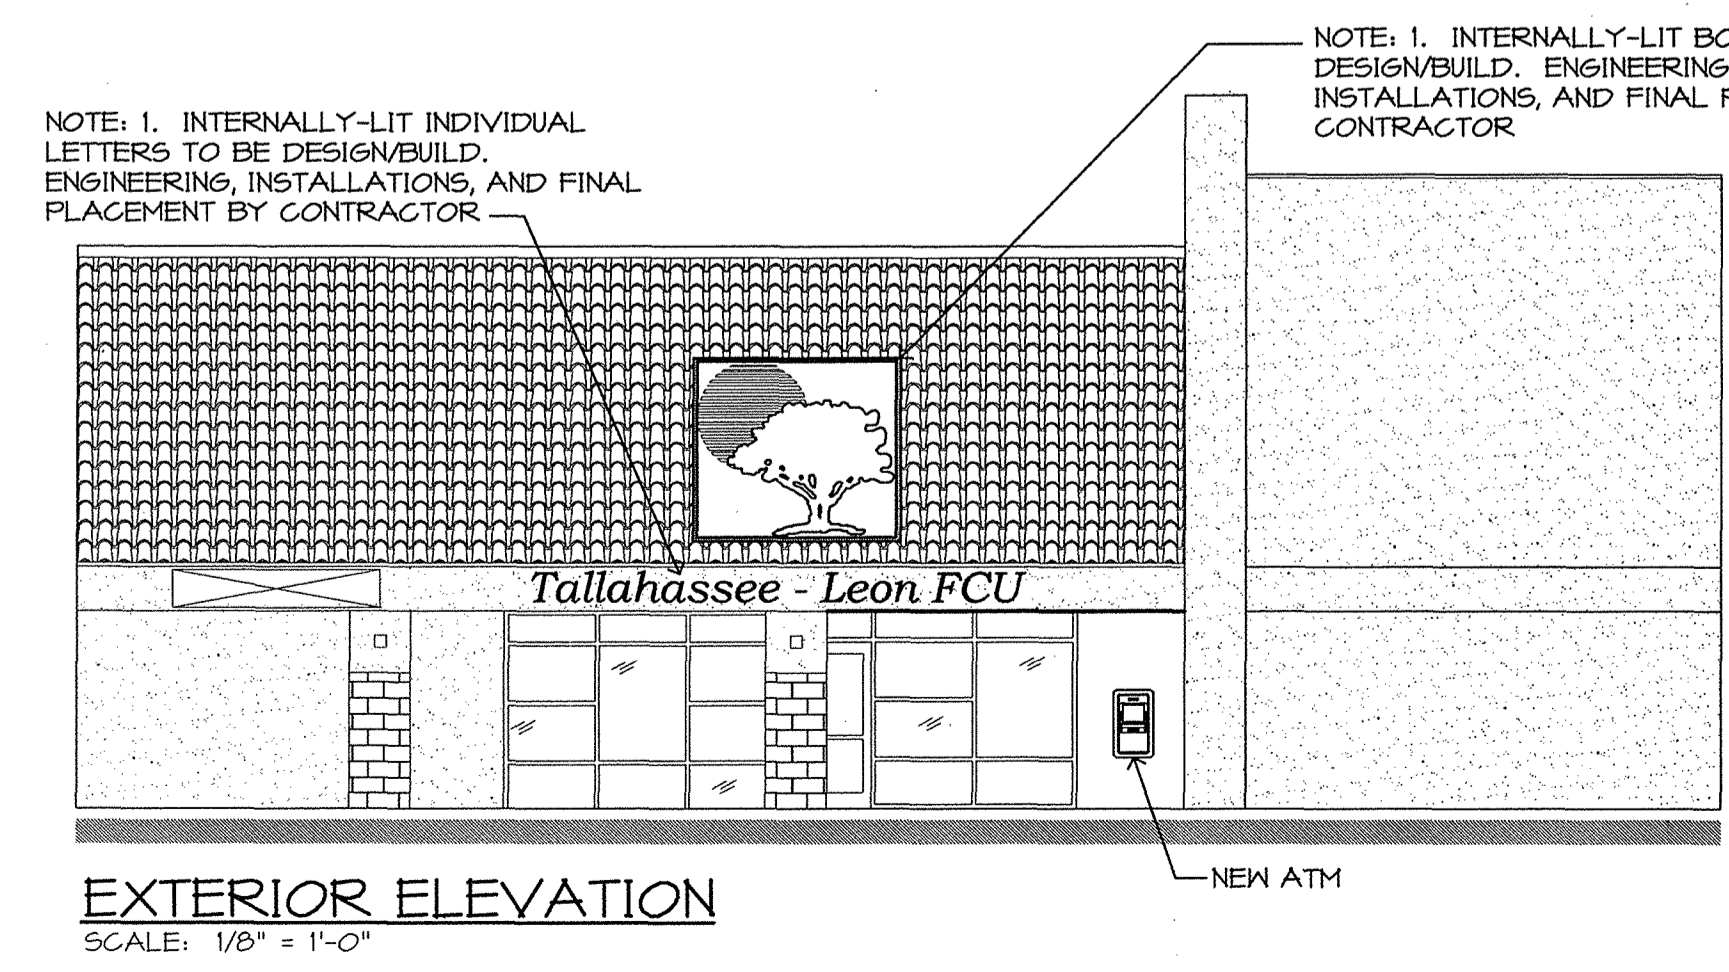 NOTE: 1. INTERNALLY-LIT INDIVIDUAL
LETTERS TO BE DESIGN/BUILD.
ENGINEERING, INSTALLATIONS, AND FINAL
PLACEMENT BY CONTRACTOR
NOTE: 1. INTERNALLY-LIT
DESIGN/BUILD. ENGINEERING
INSTALLATIONS, AND FINAL
CONTRACTOR
Tallahassee - Leon FCU
NEW ATM
EXTERIOR ELEVATION
SCALE: 1/8" = 1'-0"